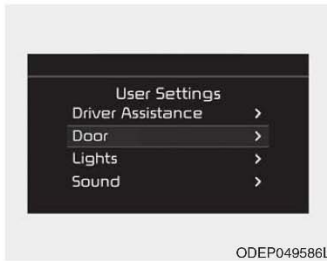 User Settings
Driver Assistance >
Door >
Lights >
Sound >
ODEP049586L